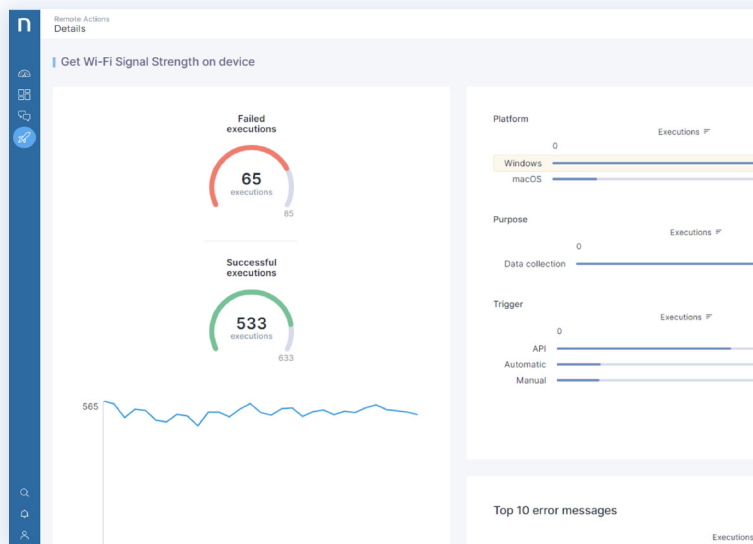 n
Remote Actions
Details
Get Wi-Fi Signal Strength on device
Failed
executions
65
executions
85
Successful
executions
533
executions
633
565
Platform
Executions
0
Windows
macOS
Purpose
Executions
0
Data collection
Trigger
Executions
0
API
Automatic
Manual
Top 10 error messages
Executions